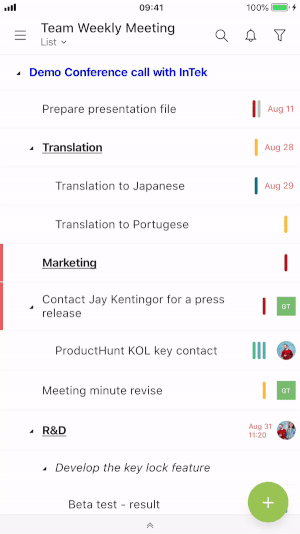 09:41
100%
Team Weekly Meeting
List
Demo Conference call with InTek
Prepare presentation file
Aug 11
Translation
Aug 28
Translation to Japanese
Aug 29
Translation to Portugese
Marketing
Contact Jay Kentingor for a press
release
GT
ProductHunt KOL key contact
Meeting minute revise
GT
R&D
Aug 31
11:20
Develop the key lock feature
Beta test - result